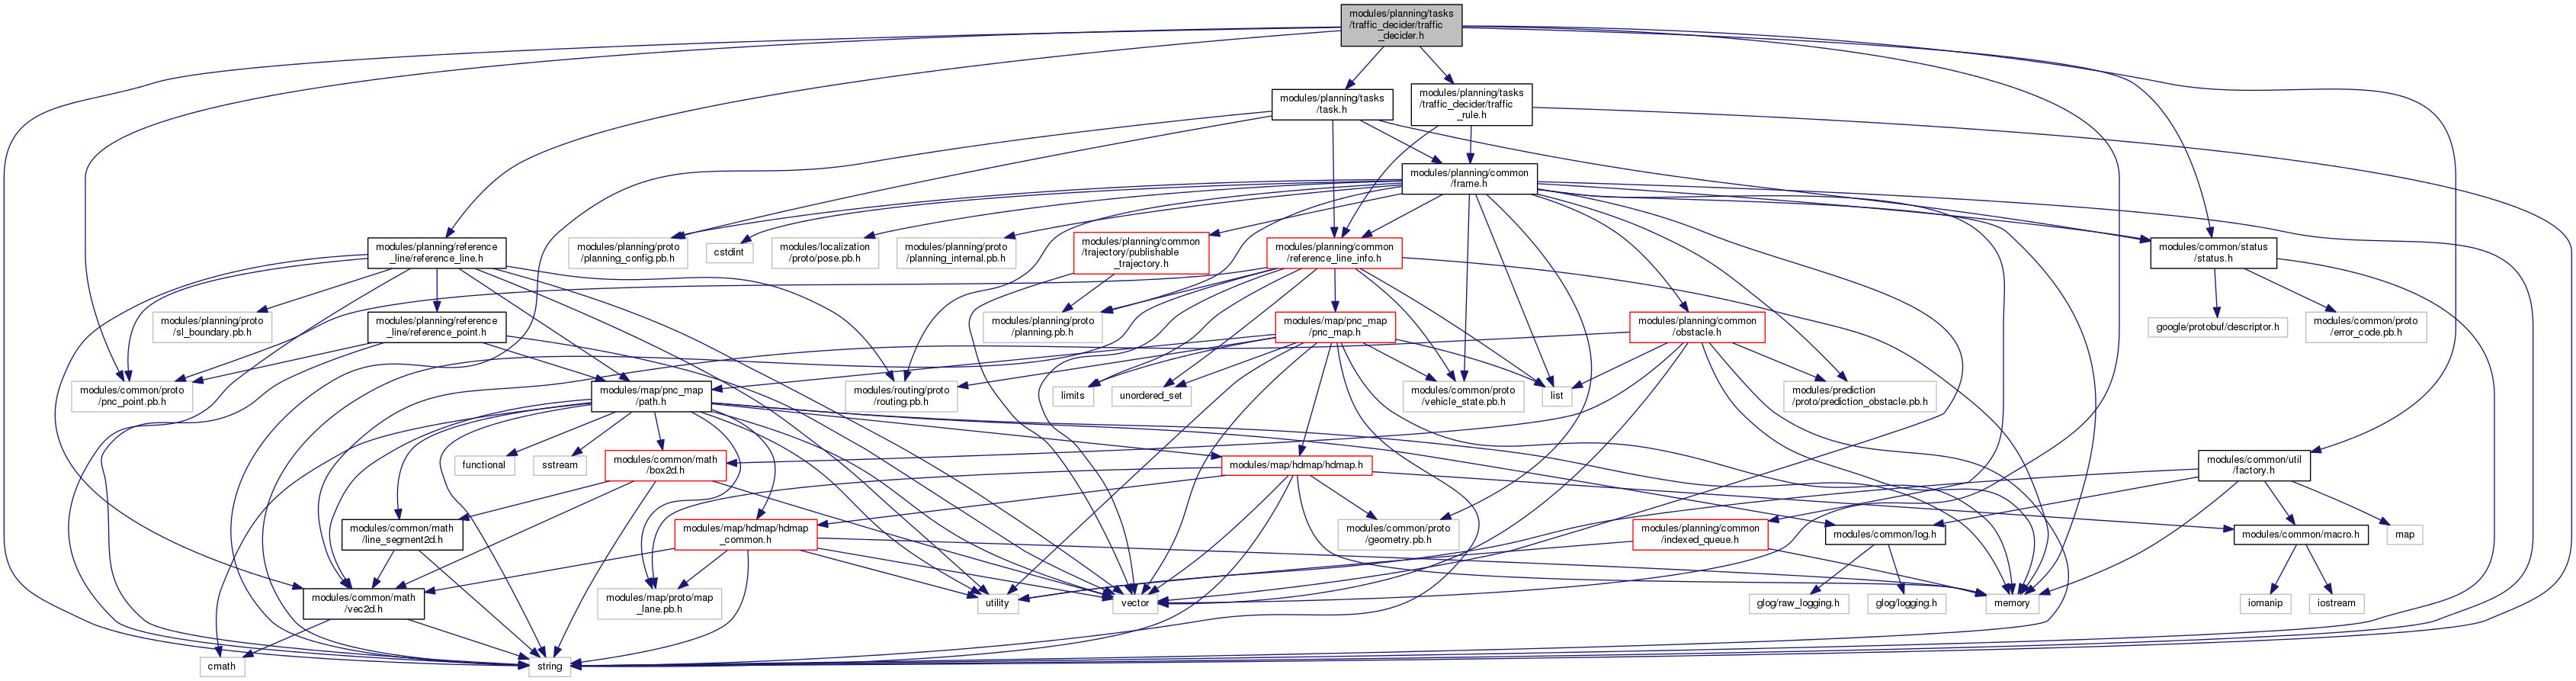 modules/planning/tasks
/traffic_decider/traffic
_decider.h
modules/planning/tasks
/task.h
modules/planning/tasks
/traffic_decider/traffic
_rule.h
modules/planning/common
/frame.h
modules/planning/reference
_line/reference_line.h
modules/planning/proto
/planning_config.pb.h
cstdint
modules/localization
/proto/pose.pb.h
modules/planning/proto
/planning_internal.pb.h
modules/planning/common
/trajectory/publishable
_trajectory.h
modules/planning/common
/reference_line_info.h
modules/common/status
/status.h
modules/planning/proto
/sl_boundary.pb.h
modules/planning/reference
_line/reference_point.h
modules/planning/proto
/planning.pb.h
modules/map/pnc_map
/pnc_map.h
modules/planning/common
/obstacle.h
google/protobuf/descriptor.h
modules/common/proto
/error_code.pb.h
modules/common/proto
/pnc_point.pb.h
modules/map/pnc_map
/path.h
modules/routing/proto
/routing.pb.h
limits
unordered_set
modules/common/proto
/vehicle_state.pb.h
list
modules/prediction
/proto/prediction_obstacle.pb.h
functional
sstream
modules/common/math
/box2d.h
modules/map/hdmap/hdmap.h
modules/common/util
/factory.h
modules/common/math
/line_segment2d.h
modules/map/hdmap/hdmap
_common.h
modules/common/proto
/geometry.pb.h
modules/planning/common
/indexed_queue.h
modules/common/log.h
modules/common/macro.h
map
modules/common/math
/vec2d.h
modules/map/proto/map
_lane.pb.h
utility
vector
glog/raw_logging.h
glog/logging.h
memory
iomanip
iostream
cmath
string